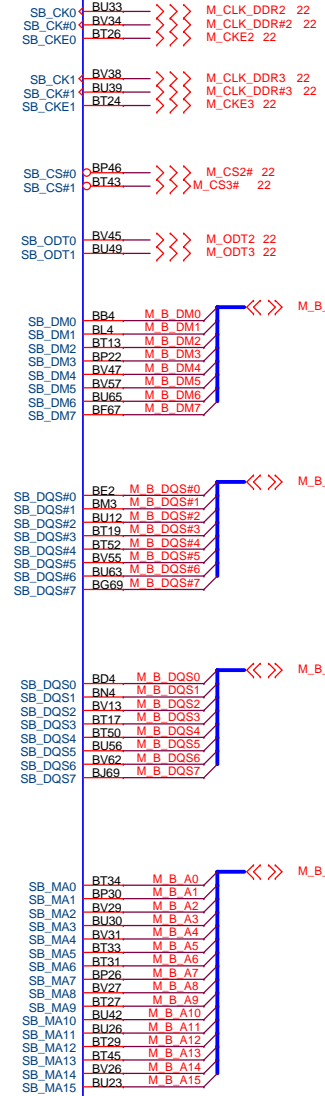 SB_CK0 BU33 M_CLK_DDR2 22
SB_CK#0 BV34 M_CLK_DDR#2 22
SB_CKE0 BT26 M_CKE2 22
SB_CK1 BV38 M_CLK_DDR3 22
SB_CK#1 BU39 M_CLK_DDR#3 22
SB_CKE1 BT24 M_CKE3 22
SB_CS#0 BP46 M_CS2# 22
SB_CS#1 BT43 M_CS3# 22
SB_ODT0 BV45 M_ODT2 22
SB_ODT1 BU49 M_ODT3 22
M_B_
SB_DM0 BB4 M_B_DM0
SB_DM1 BL4 M_B_DM1
SB_DM2 BT13 M_B_DM2
SB_DM3 BP22 M_B_DM3
SB_DM4 BV47 M_B_DM4
SB_DM5 BV57 M_B_DM5
SB_DM6 BU65 M_B_DM6
SB_DM7 BF67 M_B_DM7
M_B_
SB_DQS#0 BE2 M_B_DQS#0
SB_DQS#1 BM3 M_B_DQS#1
SB_DQS#2 BU12 M_B_DQS#2
SB_DQS#3 BT19 M_B_DQS#3
SB_DQS#4 BT52 M_B_DQS#4
SB_DQS#5 BV55 M_B_DQS#5
SB_DQS#6 BU63 M_B_DQS#6
SB_DQS#7 BG69 M_B_DQS#7
M_B_
SB_DQS0 BD4 M_B_DQS0
SB_DQS1 BN4 M_B_DQS1
SB_DQS2 BV13 M_B_DQS2
SB_DQS3 BT17 M_B_DQS3
SB_DQS4 BT50 M_B_DQS4
SB_DQS5 BU56 M_B_DQS5
SB_DQS6 BV62 M_B_DQS6
SB_DQS7 BJ69 M_B_DQS7
M_B_
SB_MA0 BT34 M_B_A0
SB_MA1 BP30 M_B_A1
SB_MA2 BV29 M_B_A2
SB_MA3 BU30 M_B_A3
SB_MA4 BV31 M_B_A4
SB_MA5 BT33 M_B_A5
SB_MA6 BT31 M_B_A6
SB_MA7 BP26 M_B_A7
SB_MA8 BV27 M_B_A8
SB_MA9 BT27 M_B_A9
SB_MA10 BU42 M_B_A10
SB_MA11 BU26 M_B_A11
SB_MA12 BT29 M_B_A12
SB_MA13 BT45 M_B_A13
SB_MA14 BV26 M_B_A14
SB_MA15 BU23 M_B_A15